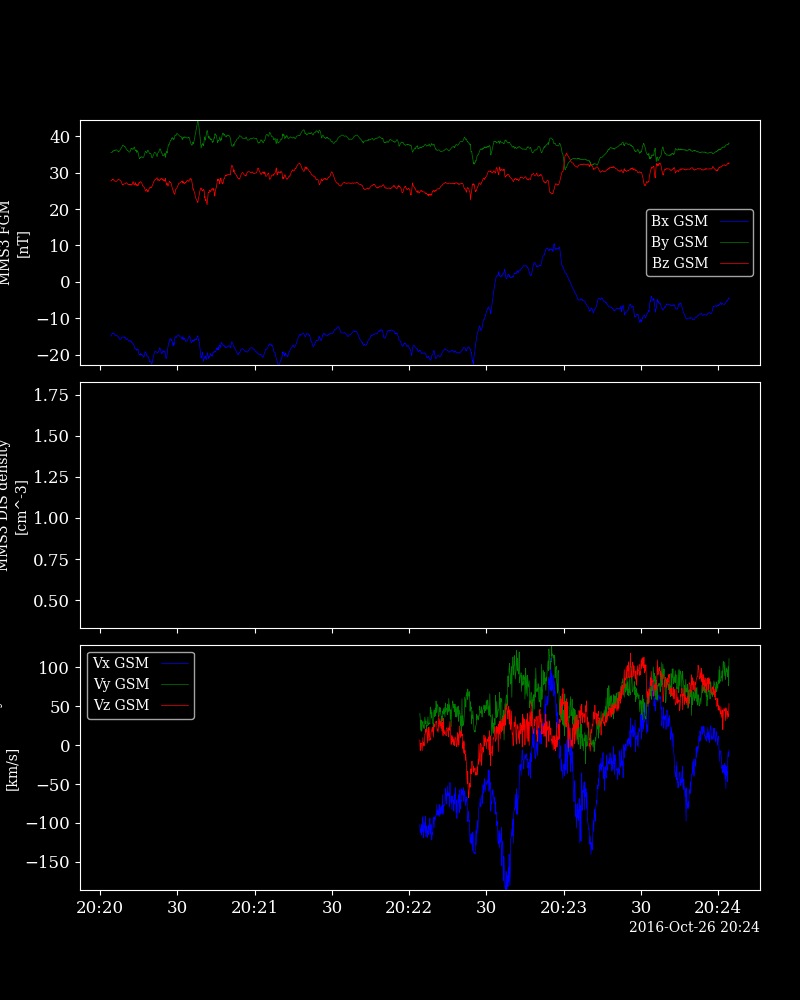 40
30
20
10
0
−10
−20
MMS3 FGM
[nT]
Bx GSM
By GSM
Bz GSM
1.75
1.50
1.25
1.00
0.75
0.50
MMS3 DIS density
[cm^-3]
100
50
0
−50
−100
−150
[km/s]
Vx GSM
Vy GSM
Vz GSM
20:20 30 20:21 30 20:22 30 20:23 30 20:24
2016-Oct-26 20:24